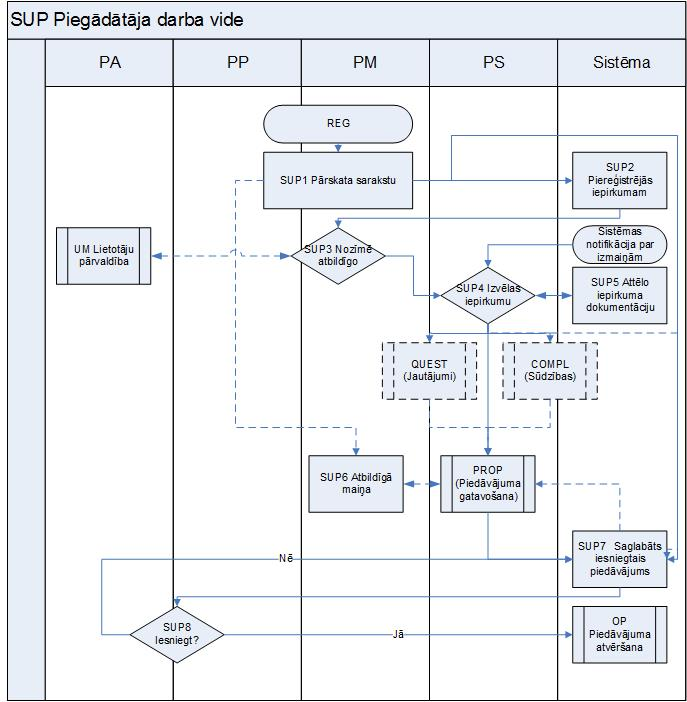 SUP Piegādātāja darba vide
PA
PP
PM
PS
Sistēma
REG
SUP1 Pārskata sarakstu
SUP2
Piereģistrējās
iepirkumam
UM Lietotāju
pārvaldība
SUP3 Nozīmē
atbildīgo
Sistēmas
notifikācija par
izmaiņām
SUP4 Izvēlas
iepirkumu
SUP5 Attēlo
iepirkuma
dokumentāciju
QUEST
(Jautājumi)
COMPL
(Sūdzības)
SUP6 Atbildīgā
maiņa
PROP
(Piedāvājuma
gatavošana)
SUP7 Saglabāts
iesniegtais
piedāvājums
Nē
SUP8
Iesniegt?
Jā
OP
Piedāvājuma
atvēršana